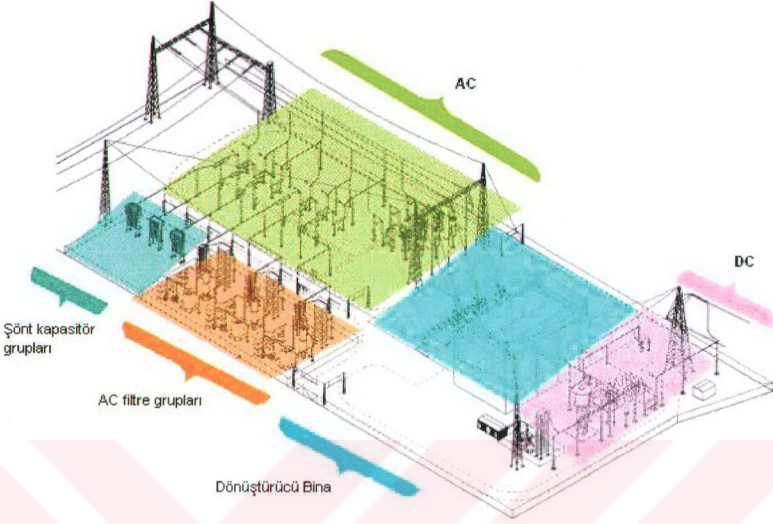 AC
DC
Şönt kapasitör
grupları
AC filtre grupları
Dönüştürücü Bina